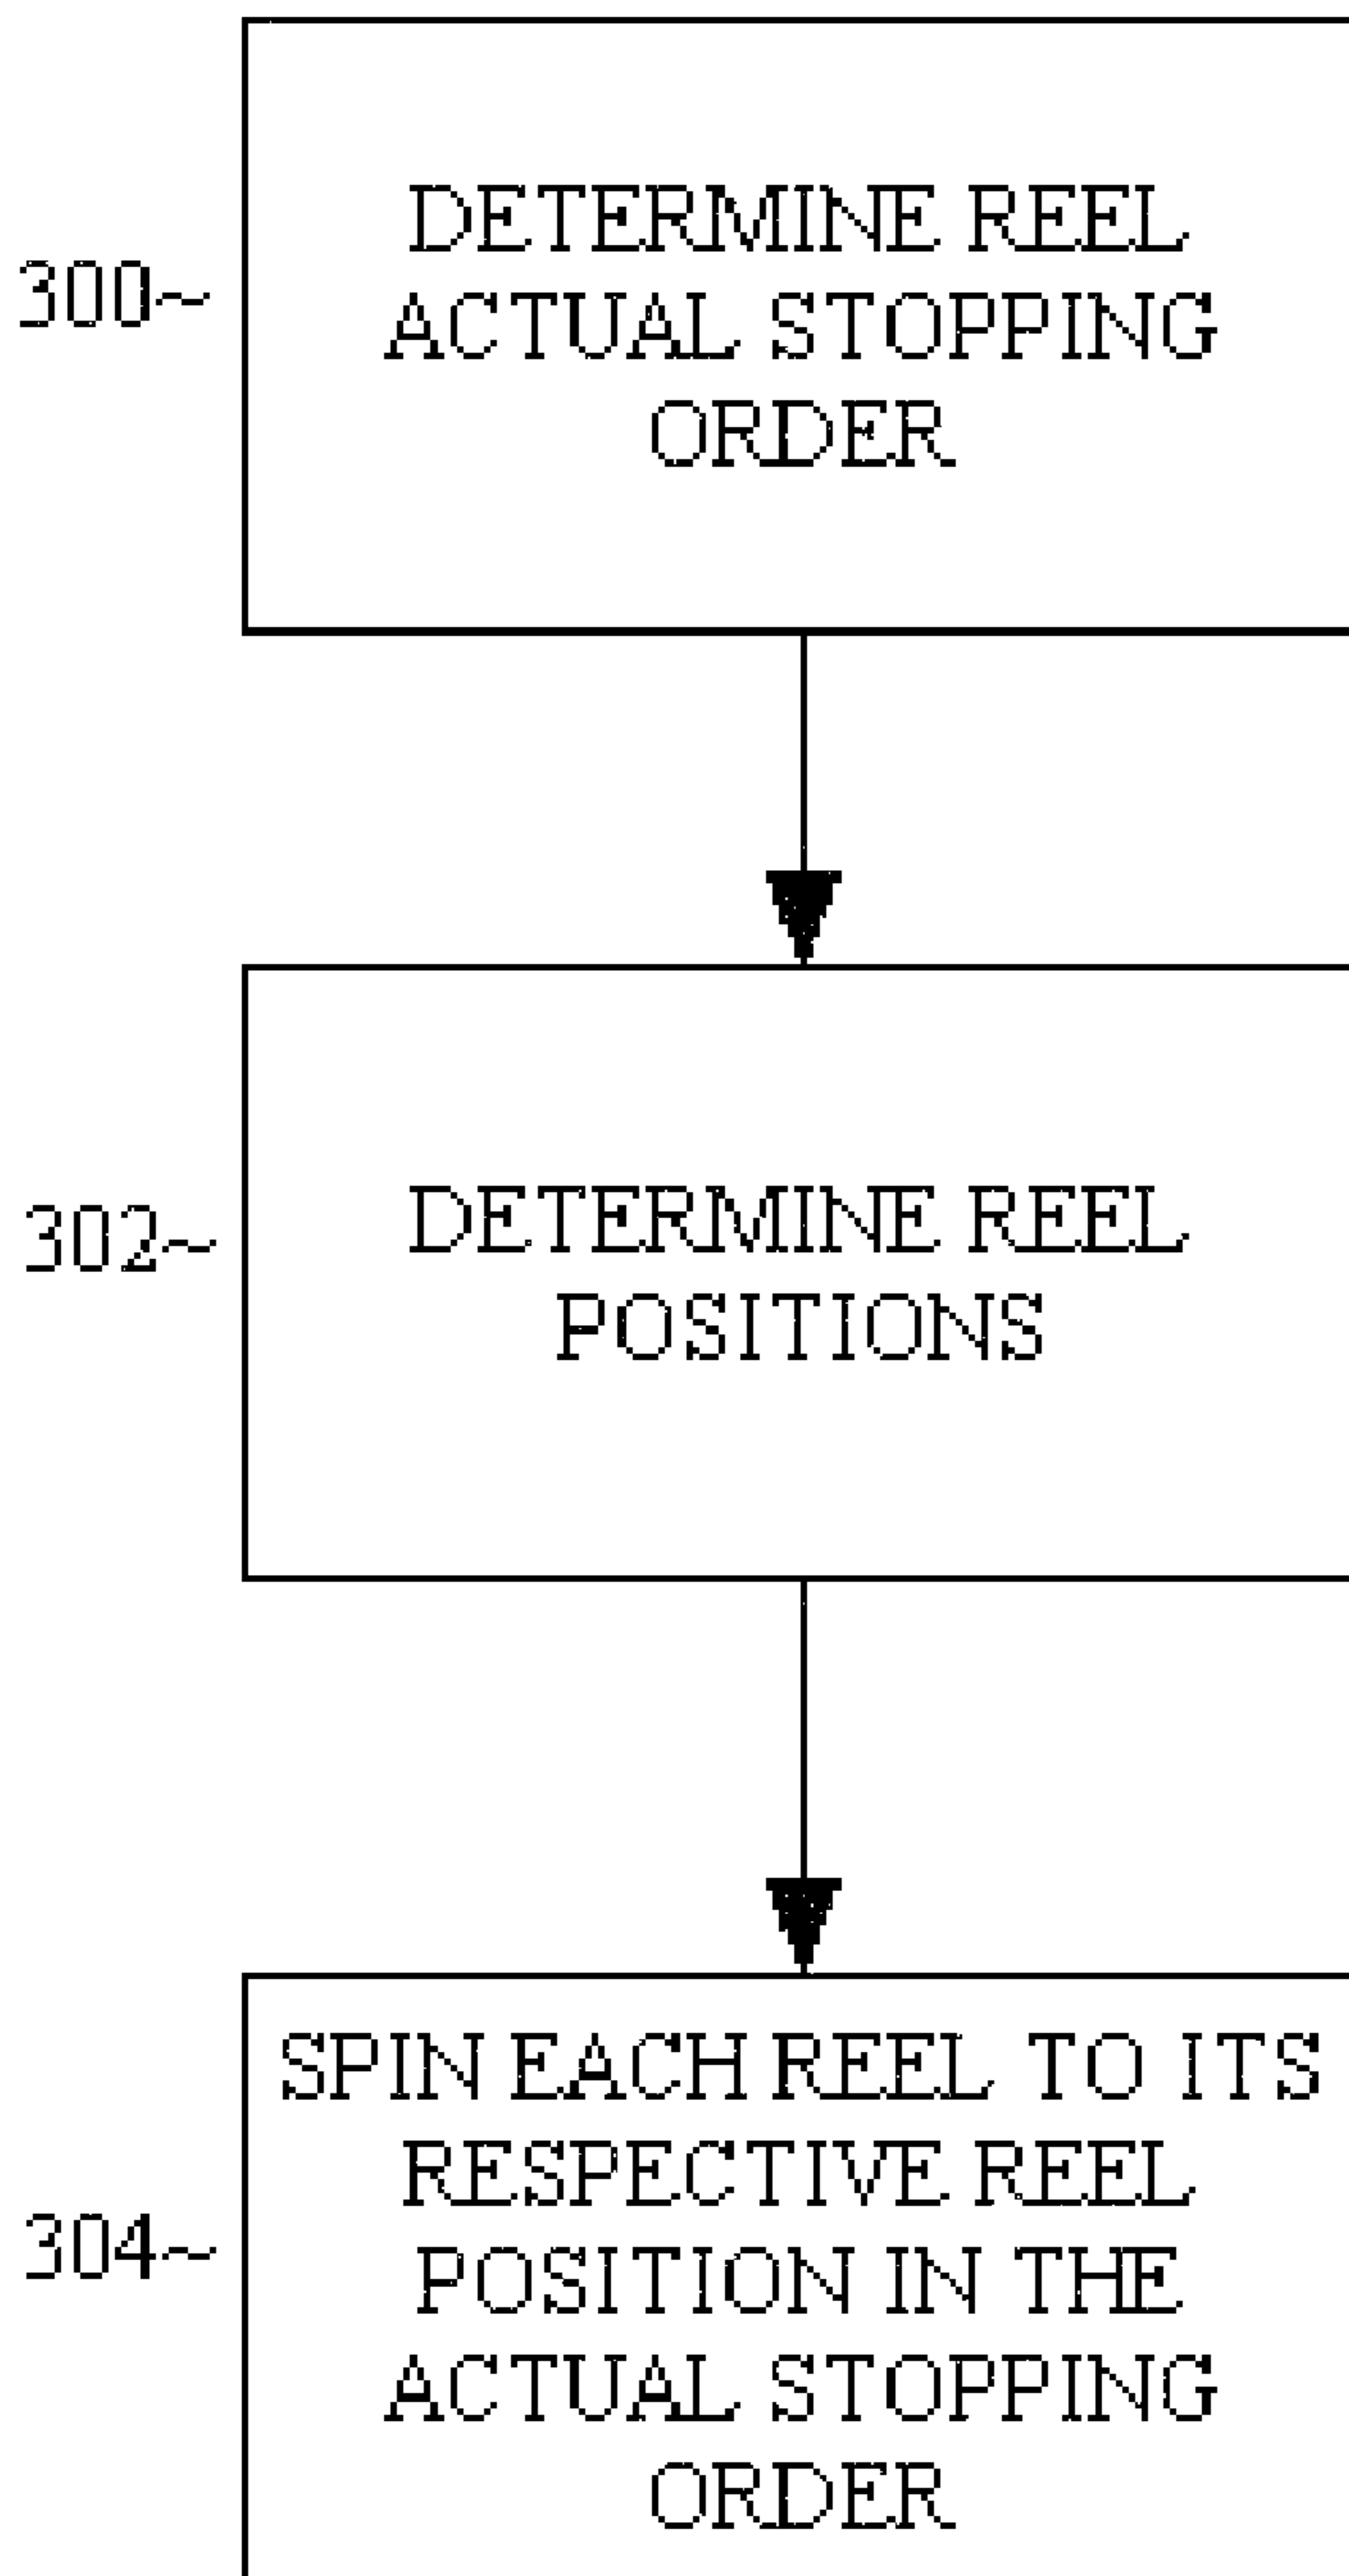 300~
DETERMINE REEL
ACTUAL STOPPING
ORDER
302~
DETERMINE REEL
POSITIONS
304~
SPIN EACH REEL TO ITS
RESPECTIVE REEL
POSITION IN THE
ACTUAL STOPPING
ORDER